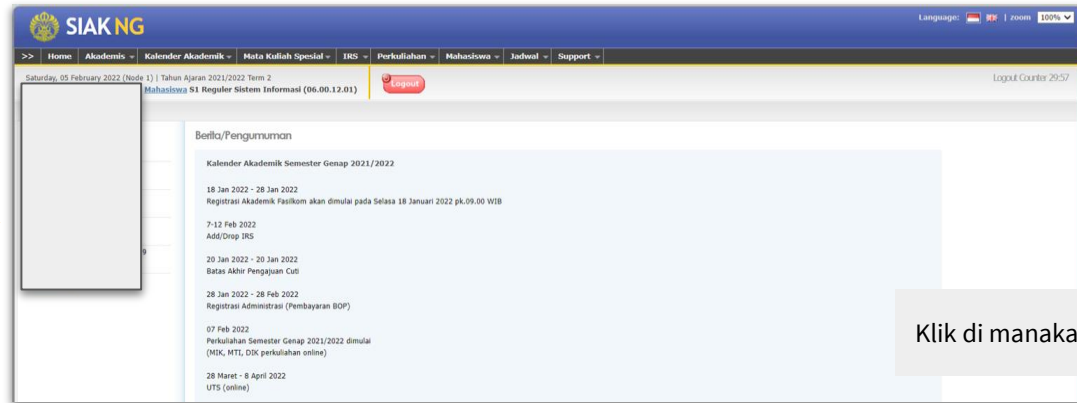 SIAK NG
Language: | zoom 100%
>> Home Akademis Kalender Akademik Mata Kuliah Spesial IRS Perkuliahan Mahasiswa Jadwal Support
Saturday, 05 February 2022 (Node 1) | Tahun Ajaran 2021/2022 Term 2
Mahasiswa S1 Reguler Sistem Informasi (06.00.12.01)
Logout
Logout Counter 29:57
Berita/Pengumuman
Kalender Akademik Semester Genap 2021/2022
18 Jan 2022 - 28 Jan 2022
Registrasi Akademik Fasilkom akan dimulai pada Selasa 18 Januari 2022 pk.09.00 WIB
7-12 Feb 2022
Add/Drop IRS
9
20 Jan 2022 - 20 Jan 2022
Batas Akhir Pengajuan Cuti
28 Jan 2022 - 28 Feb 2022
Registrasi Administrasi (Pembayaran BOP)
07 Feb 2022
Perkuliahan Semester Genap 2021/2022 dimulai
(MIK, MTI, DIK perkuliahan online)
28 Maret - 8 April 2022
UTS (online)
Klik di manaka